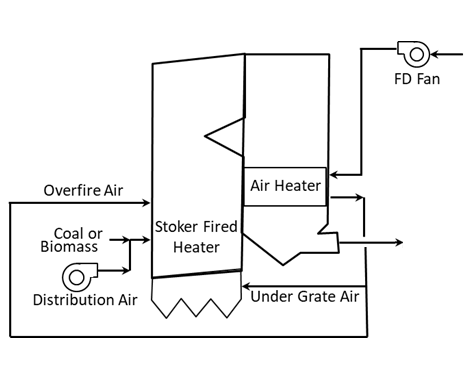 FD Fan
Air Heater
Overfire Air
Stoker Fired
Heater
Coal or
Biomass
Distribution Air
Under Grate Air